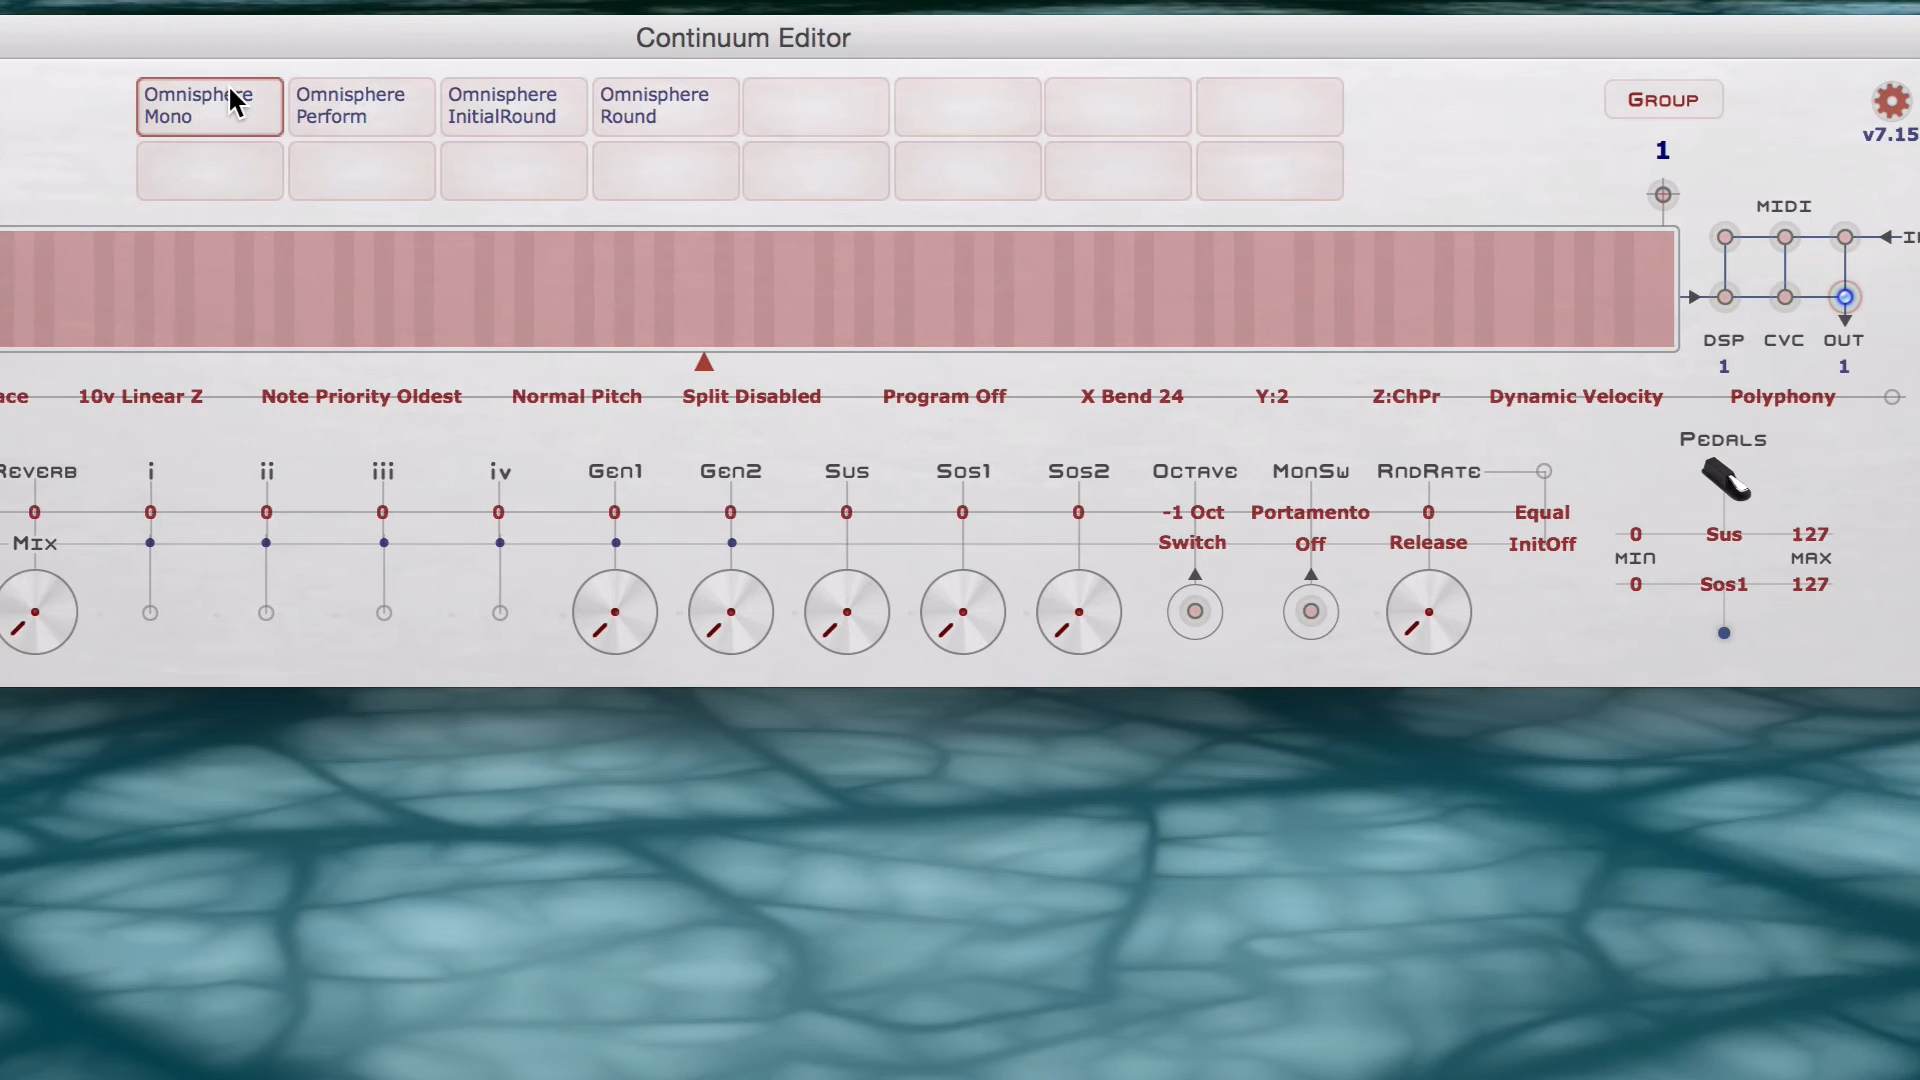 Continuum Editor
Omnisphere
Mono
Omnisphere
Perform
Omnisphere
InitialRound
Omnisphere
Round
GROUP
v7.15
1
MIDI
DSP CVC OUT
1 1
10v Linear Z Note Priority Oldest Normal Pitch Split Disabled Program Off X Bend 24 Y:2 Z:ChPr Dynamic Velocity Polyphony
PEDALS
REVERB i ii iii iv GEN1 GEN2 SUS SOS1 SOS2 OCTAVE MONSW RNDRATE
0 0 0 0 0 0 0 0 0 0 -1 Oct Portamento 0 Equal
MIX Switch Off Release InitOff
0 Sus 127
MIN MAX
0 Sos1 127